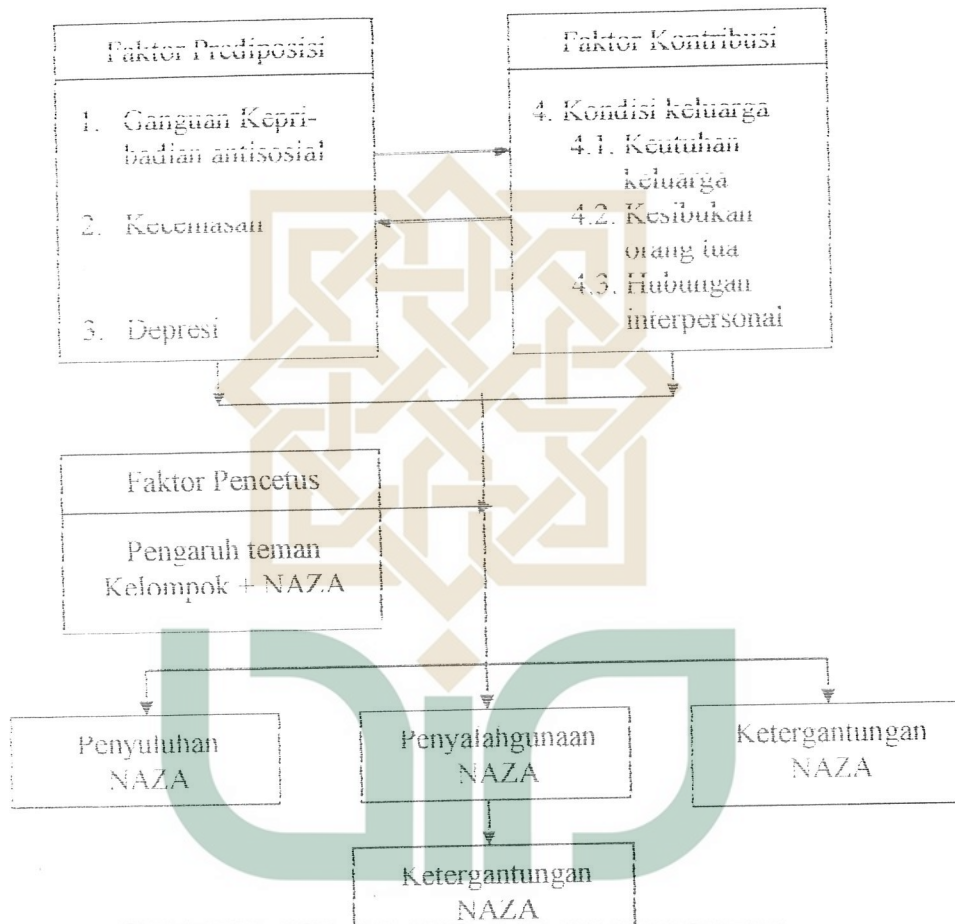 Faktor Prediposisi
1. Ganguan Kepri-
badian antisosial
2. Kecemasan
3. Depresi
Faktor Kontribusi
4. Kondisi keluarga
4.1. Keutuhan
keluarga
4.2. Kesibukan
orang tua
4.3. Hubungan
interpersonal
Faktor Pencetus
Pengaruh teman
Kelompok + NAZA
Penyuluhan
NAZA
Penyalahgunaan
NAZA
Ketergantungan
NAZA
Ketergantungan
NAZA